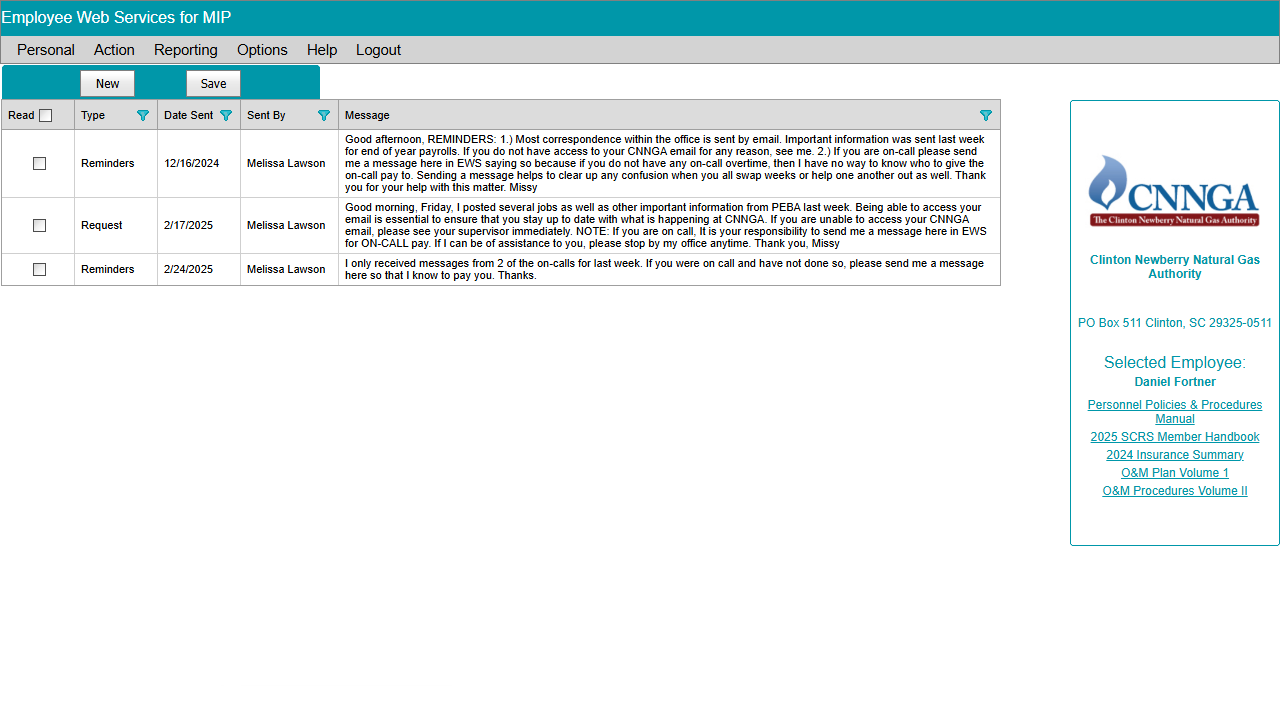 Employee Web Services for MIP
Personal Action Reporting Options Help Logout
New Save
Read Type Date Sent Sent By Message
Reminders 12/16/2024 Melissa Lawson
Good afternoon, REMINDERS: 1.) Most correspondence within the office is sent by email. Important information was sent last week
for end of year payrolls. If you do not have access to your CNNGA email for any reason, see me. 2.) If you are on-call please send
me a message here in EWS saying so because if you do not have any on-call overtime, then I have no way to know who to give the
on-call pay to. Sending a message helps to clear up any confusion when you all swap weeks or help one another out as well. Thank
you for your help with this matter. Missy
Request 2/17/2025 Melissa Lawson
Good morning, Friday, I posted several jobs as well as other important information from PEBA last week. Being able to access your
email is essential to ensure that you stay up to date with what is happening at CNNGA. If you are unable to access your CNNGA
email, please see your supervisor immediately. NOTE: If you are on call, It is your responsibility to send me a message here in EWS
for ON-CALL pay. If I can be of assistance to you, please stop by my office anytime. Thank you, Missy
Reminders 2/24/2025 Melissa Lawson
I only received messages from 2 of the on-calls for last week. If you were on call and have not done so, please send me a message
here so that I know to pay you. Thanks.
CNNGA
The Clinton Newberry Natural Gas Authority
Clinton Newberry Natural Gas
Authority
PO Box 511 Clinton, SC 29325-0511
Selected Employee:
Daniel Fortner
Personnel Policies & Procedures
Manual
2025 SCRS Member Handbook
2024 Insurance Summary
O&M Plan Volume 1
O&M Procedures Volume II